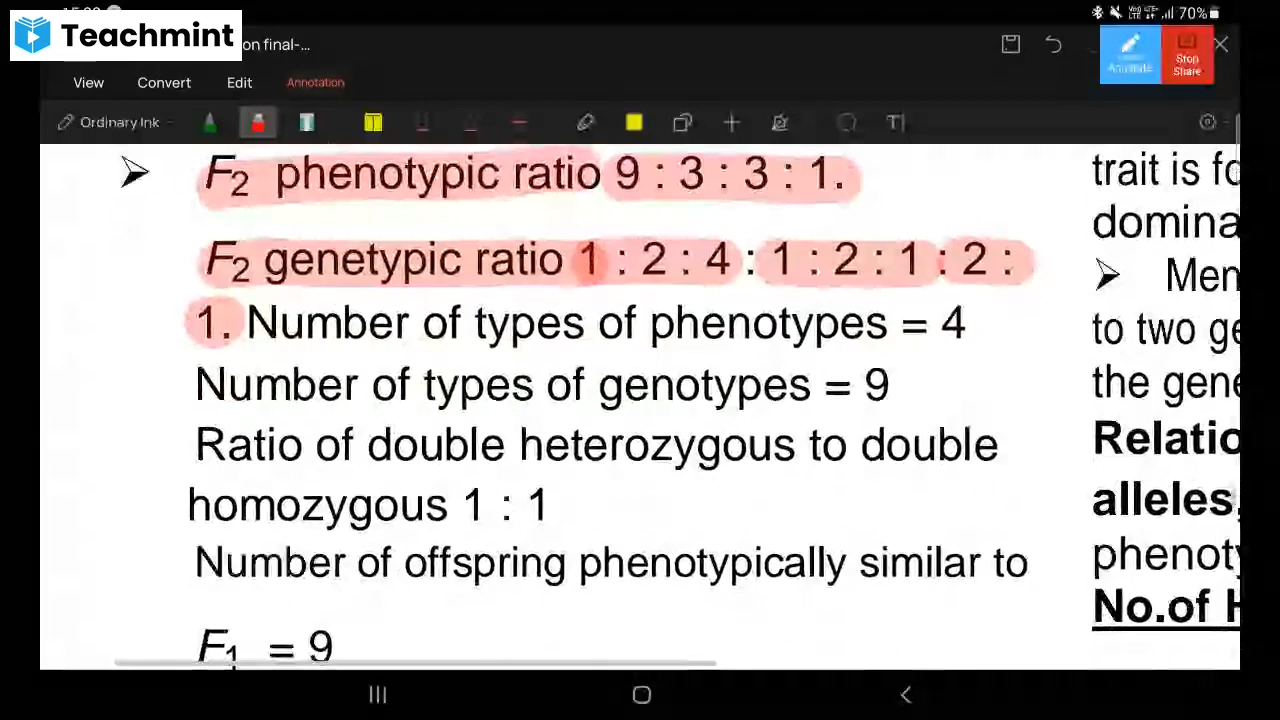 Teachmint
on final-...
70%
View Convert Edit Annotation
Annotate
Stop Share
Ordinary Ink
➤ F2 phenotypic ratio 9 : 3 : 3 : 1.
F2 genetypic ratio 1 : 2 : 4 : 1 : 2 : 1 : 2 :
1. Number of types of phenotypes = 4
Number of types of genotypes = 9
Ratio of double heterozygous to double
homozygous 1 : 1
Number of offspring phenotypically similar to
F1 = 9
trait is fo
domina
➤ Men
to two ge
the gene
Relatio
alleles,
phenoty
No.of H